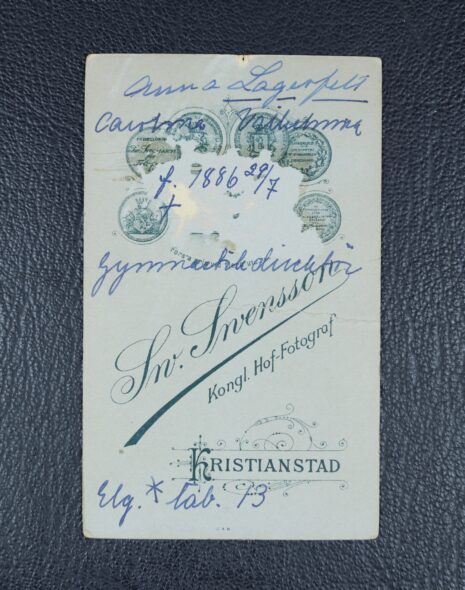 Anna Lagerfelt
Carolina Vilhelmina
f. 1886 29/7
†
Gymnastikdirektör
Sv. Svensson
Kongl. Hof-Fotograf
KRISTIANSTAD
Elg. * tab. 13